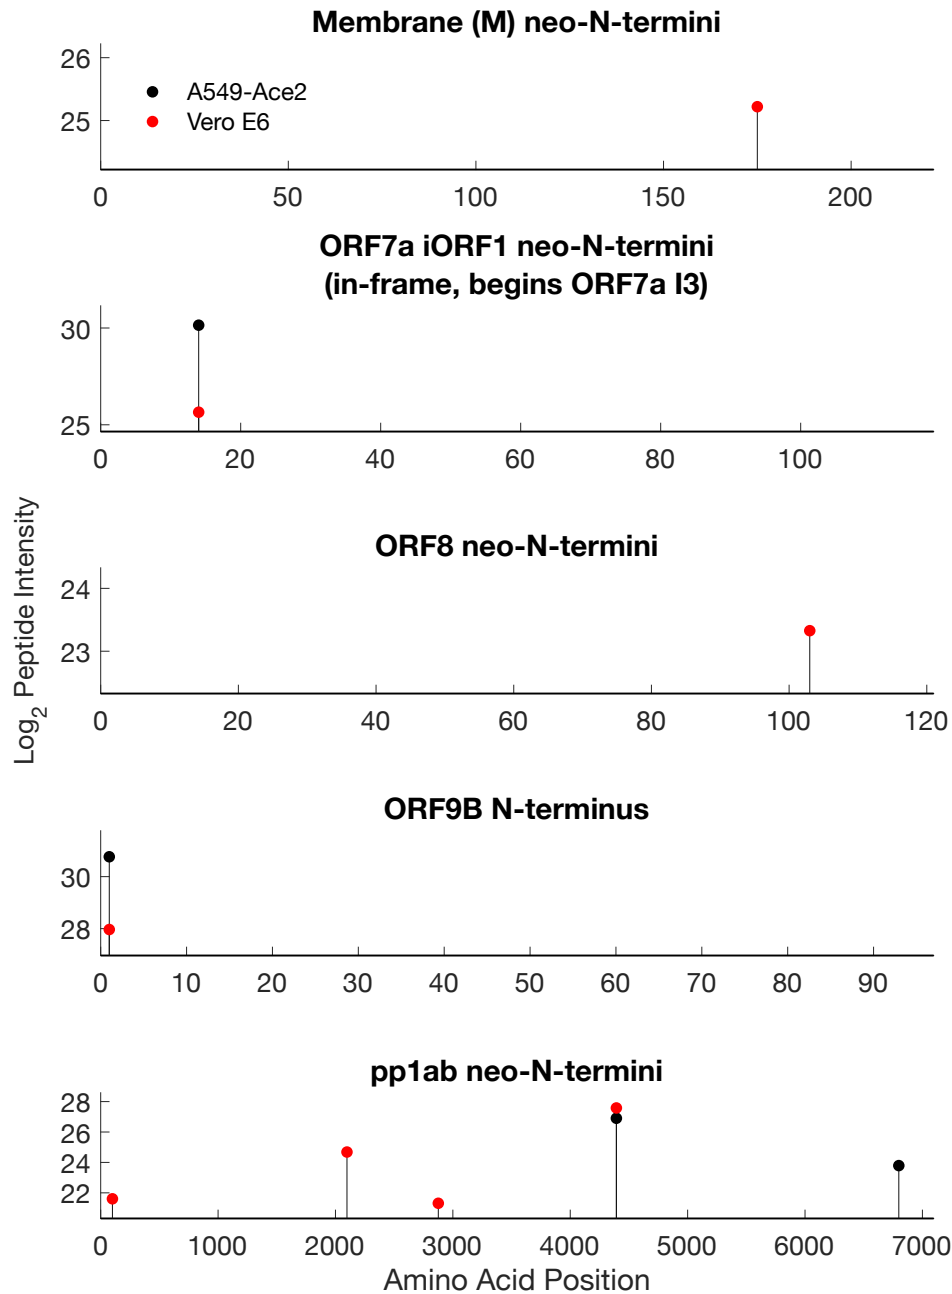 Membrane (M) neo-N-termini
26
25
A549-Ace2
Vero E6
0 50 100 150 200
ORF7a iORF1 neo-N-termini
(in-frame, begins ORF7a I3)
30
25
0 20 40 60 80 100
Log2 Peptide Intensity
ORF8 neo-N-termini
24
23
0 20 40 60 80 100 120
ORF9B N-terminus
30
28
0 10 20 30 40 50 60 70 80 90
pp1ab neo-N-termini
28
26
24
22
0 1000 2000 3000 4000 5000 6000 7000
Amino Acid Position